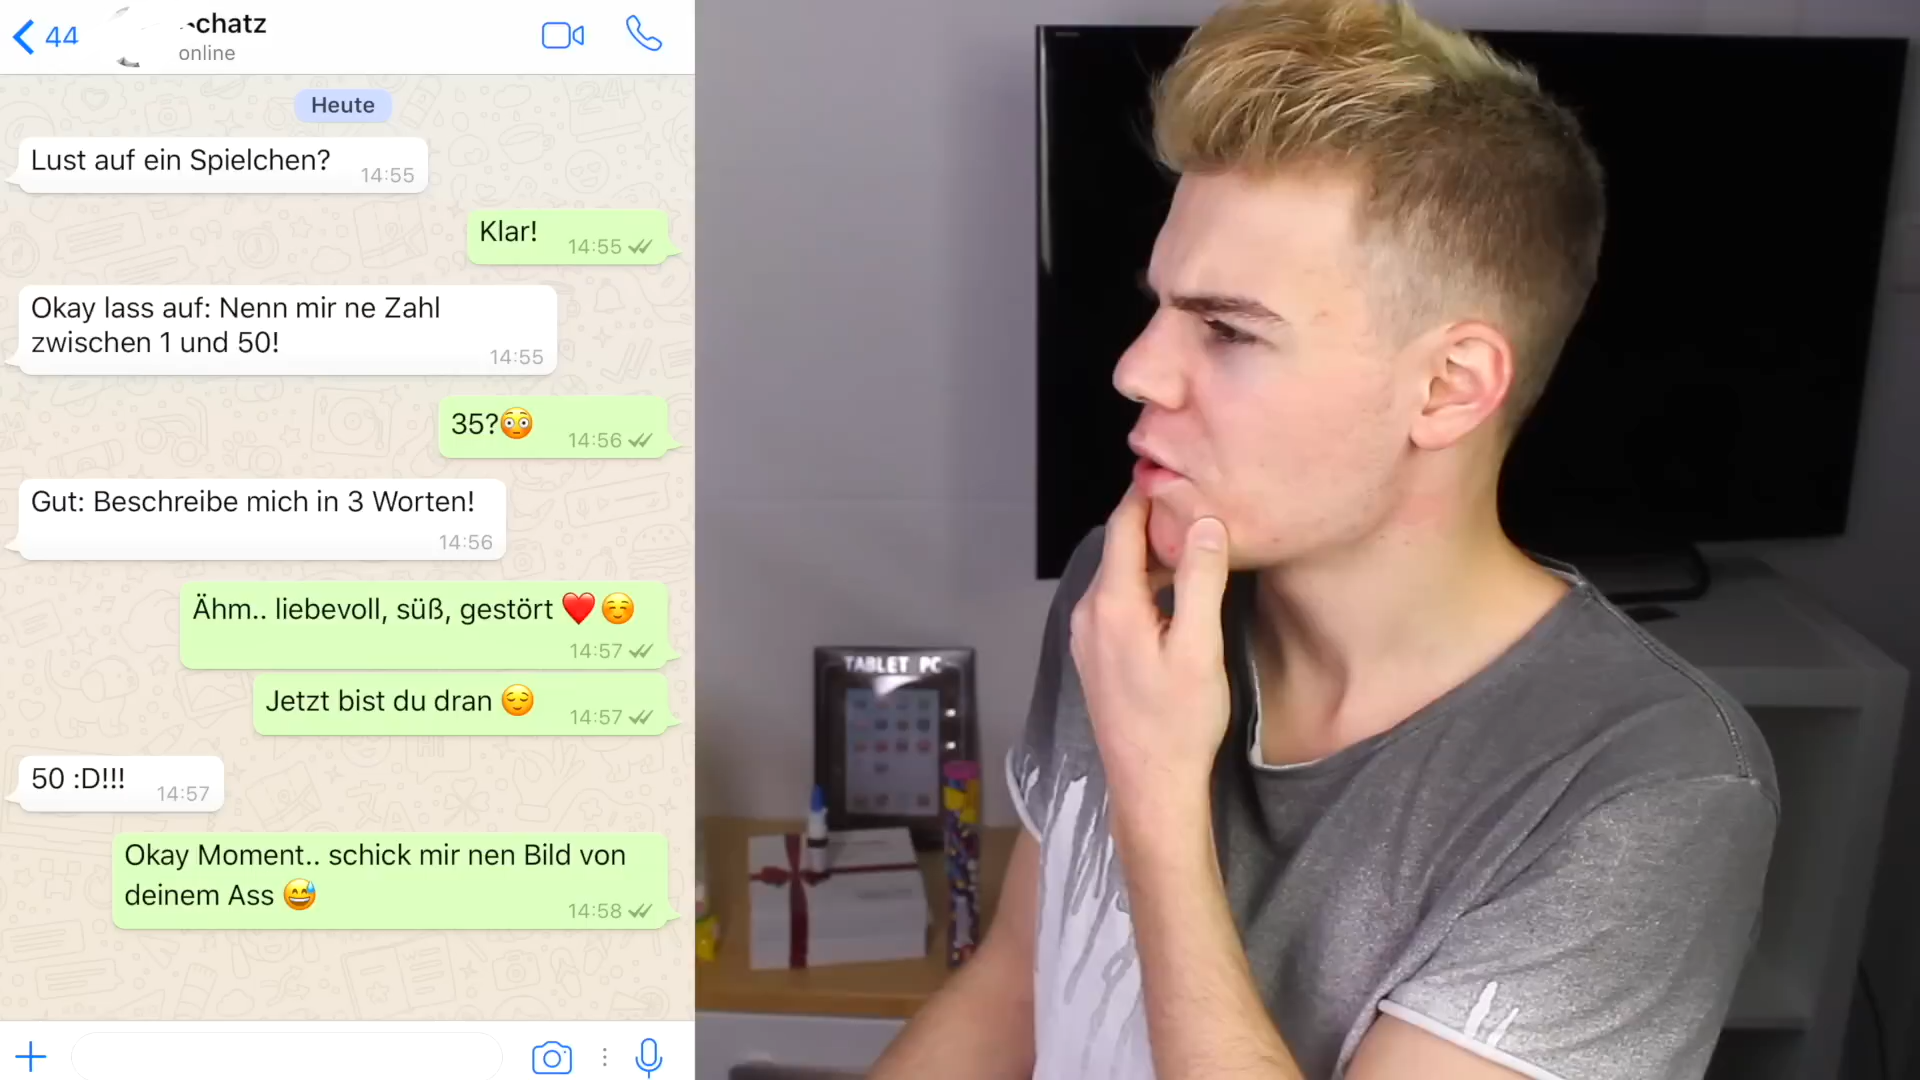 44
chatz
online
Heute
Lust auf ein Spielchen?
14:55
Klar!
14:55
Okay lass auf: Nenn mir ne Zahl
zwischen 1 und 50!
14:55
35?😳
14:56
Gut: Beschreibe mich in 3 Worten!
14:56
Ähm.. liebevoll, süß, gestört ❤️☺️
14:57
Jetzt bist du dran 😌
14:57
50 :D!!!
14:57
Okay Moment.. schick mir nen Bild von
deinem Ass 😅
14:58
TABLET PC